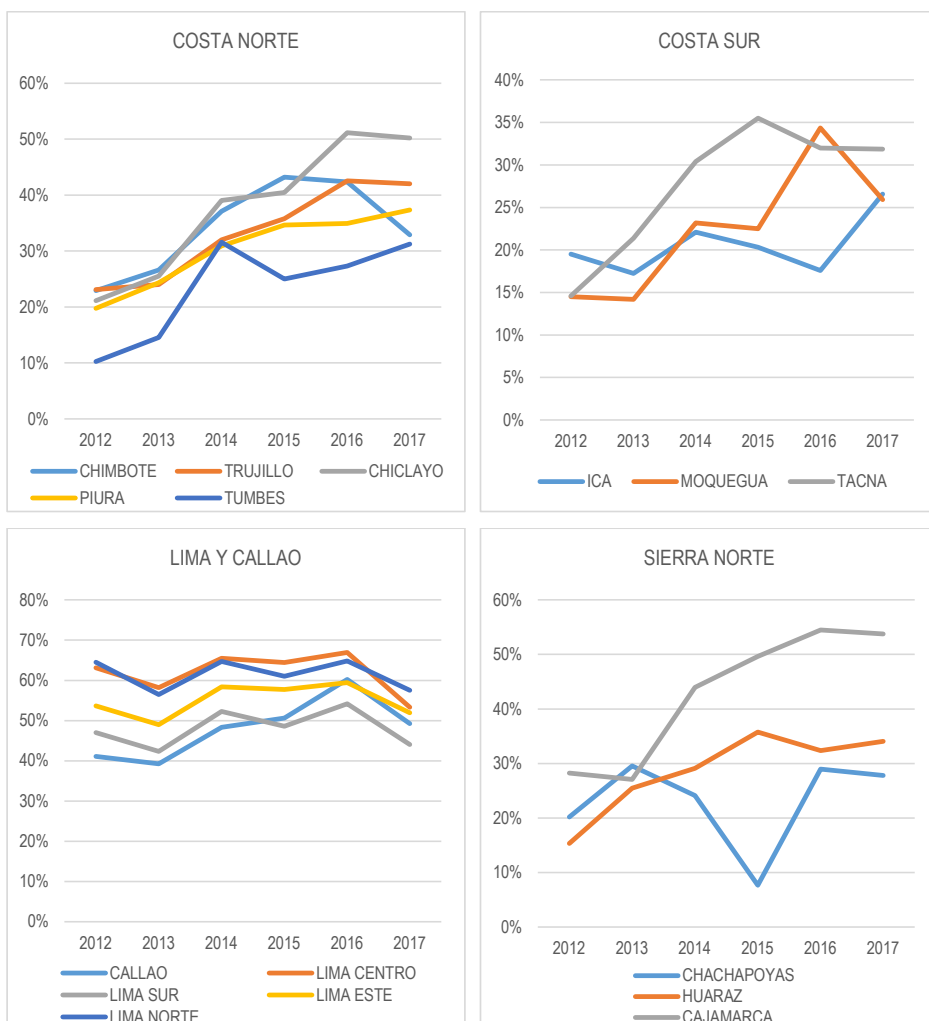 COSTA NORTE
60%
50%
40%
30%
20%
10%
0%
2012 2013 2014 2015 2016 2017
CHIMBOTE TRUJILLO CHICLAYO
PIURA TUMBES
COSTA SUR
40%
35%
30%
25%
20%
15%
10%
5%
0%
2012 2013 2014 2015 2016 2017
ICA MOQUEGUA TACNA
LIMA Y CALLAO
80%
70%
60%
50%
40%
30%
20%
10%
0%
2012 2013 2014 2015 2016 2017
CALLAO LIMA CENTRO
LIMA SUR LIMA ESTE
LIMA NORTE
SIERRA NORTE
60%
50%
40%
30%
20%
10%
0%
2012 2013 2014 2015 2016 2017
CHACHAPOYAS
HUARAZ
CAJAMARCA